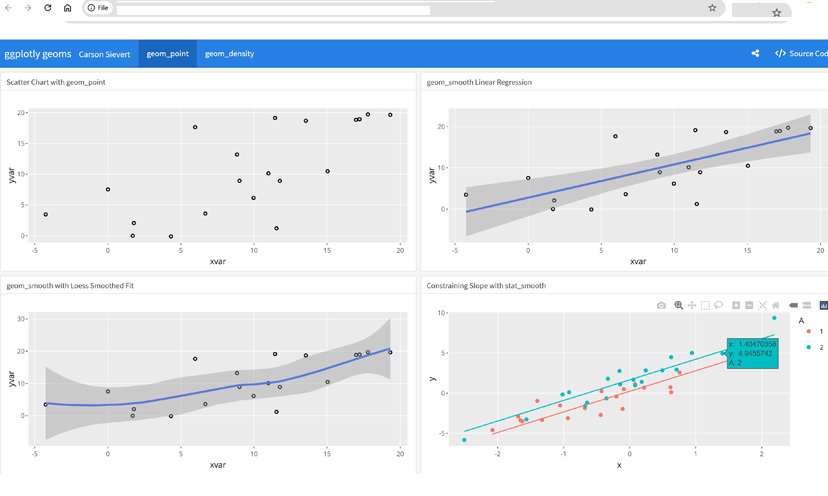 File
ggplotly geoms Carson Sievert geom_point geom_density Source Cod
Scatter Chart with geom_point
20
15
10
5
0
yvar
-5 0 5 10 15 20
xvar
geom_smooth Linear Regression
20
10
0
yvar
-5 0 5 10 15 20
xvar
geom_smooth with Loess Smoothed Fit
30
20
10
0
yvar
-5 0 5 10 15 20
xvar
Constraining Slope with stat_smooth
10
5
0
-5
y
-2 -1 0 1 2
x
A
1
2
x: 1.40470358
y: 4.9456742
A: 2